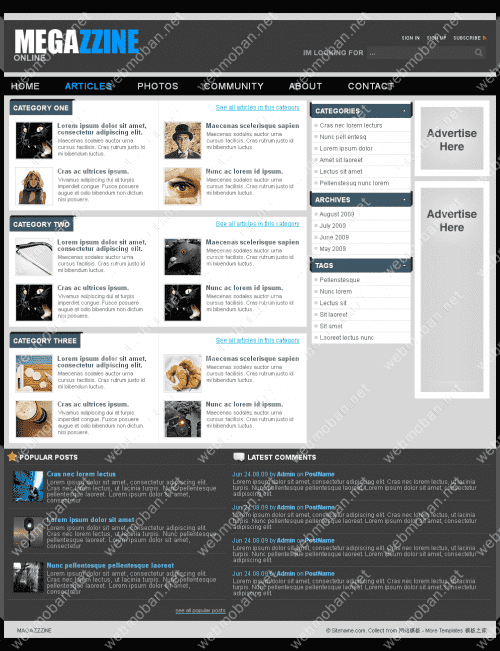 MEGAZZINE
ONLINE
SIGN IN SIGN UP SUBSCRIBE
IM LOOKING FOR ...
HOME ARTICLES PHOTOS COMMUNITY ABOUT CONTACT
CATEGORY ONE
See all articles in this category
Lorem ipsum dolor sit amet,
consectetur adipiscing elit.
Maecenas sodales auctor urna
cursus facilisis. Cras rutrum justo id
mi bibendum luctus.
Maecenas scelerisque sapien
Maecenas sodales auctor urna
cursus facilisis. Cras rutrum justo id
mi bibendum luctus.
Cras ac ultrices ipsum.
Vivamus adipiscing dui et turpis
imperdiet congue. Fusce posuere
augue et odio bibendum non dictum
nisi posuere.
Nunc ac lorem id ipsum.
Maecenas sodales auctor urna
cursus facilisis. Cras rutrum justo id
mi bibendum luctus.
CATEGORY TWO
See all articles in this category
Lorem ipsum dolor sit amet,
consectetur adipiscing elit.
Maecenas sodales auctor urna
cursus facilisis. Cras rutrum justo id
mi bibendum luctus.
Maecenas scelerisque sapien
Maecenas sodales auctor urna
cursus facilisis. Cras rutrum justo id
mi bibendum luctus.
Cras ac ultrices ipsum.
Vivamus adipiscing dui et turpis
imperdiet congue. Fusce posuere
augue et odio bibendum non dictum
nisi posuere.
Nunc ac lorem id ipsum.
Maecenas sodales auctor urna
cursus facilisis. Cras rutrum justo id
mi bibendum luctus.
CATEGORY THREE
See all articles in this category
Lorem ipsum dolor sit amet,
consectetur adipiscing elit.
Maecenas sodales auctor urna
cursus facilisis. Cras rutrum justo id
mi bibendum luctus.
Maecenas scelerisque sapien
Maecenas sodales auctor urna
cursus facilisis. Cras rutrum justo id
mi bibendum luctus.
Cras ac ultrices ipsum.
Vivamus adipiscing dui et turpis
imperdiet congue. Fusce posuere
augue et odio bibendum non dictum
nisi posuere.
Nunc ac lorem id ipsum.
Maecenas sodales auctor urna
cursus facilisis. Cras rutrum justo id
mi bibendum luctus.
CATEGORIES
Cras nec lorem lectus
Nunc pellentesq
Lorem ipsum dolor
Amet sit laoreet
Lectus sit amet
Pellentesq nunc lorem
ARCHIVES
August 2009
July 2009
June 2009
May 2009
TAGS
Pellentesque
Nunc lorem
Lectus sit
Sit laoreet
Sit amet
Laoreet lectus nunc
Advertise
Here
Advertise
Here
POPULAR POSTS
Cras nec lorem lectus
Lorem ipsum dolor sit amet, consectetur adipiscing elit.
Cras nec lorem lectus, ut lacinia turpis. Nunc
pellentesque laoreet. Lorem ipsum dolor sit amet,
consectetur
Lorem ipsum dolor sit amet
Lorem ipsum dolor sit amet, consectetur adipiscing elit.
Cras nec lorem lectus, ut lacinia turpis. Nunc
pellentesque laoreet. Lorem ipsum dolor sit amet,
consectetur
Nunc pellentesque pellentesque laoreet
Lorem ipsum dolor sit amet, consectetur adipiscing elit.
Cras nec lorem lectus, ut lacinia turpis. Nunc
pellentesque laoreet. Lorem ipsum dolor sit amet,
consectetur
see all popular posts
LATEST COMMENTS
Jun 24.08.09 by Admin on PostName
Lorem ipsum dolor sit amet, consectetur adipiscing elit. Cras nec lorem lectus, ut lacinia
turpis. Nunc pellentesque pellentesque laoreet. Lorem ipsum dolor sit amet, consectetur
adipiscing elit.
Jun 24.08.09 by Admin on PostName
Lorem ipsum dolor sit amet, consectetur adipiscing elit. Cras nec lorem lectus, ut lacinia
turpis. Nunc pellentesque pellentesque laoreet. Lorem ipsum dolor sit amet, consectetur
adipiscing elit.
Jun 24.08.09 by Admin on PostName
Lorem ipsum dolor sit amet, consectetur adipiscing elit. Cras nec lorem lectus, ut lacinia
turpis. Nunc pellentesque pellentesque laoreet. Lorem ipsum dolor sit amet, consectetur
adipiscing elit.
Jun 24.08.09 by Admin on PostName
Lorem ipsum dolor sit amet, consectetur adipiscing elit. Cras nec lorem lectus, ut lacinia
turpis. Nunc pellentesque pellentesque laoreet. Lorem ipsum dolor sit amet, consectetur
adipiscing elit.
MAGAZZZINE
© Sitename.com. Collect from 网站模板 - More Templates 模板之家
webmoban.net